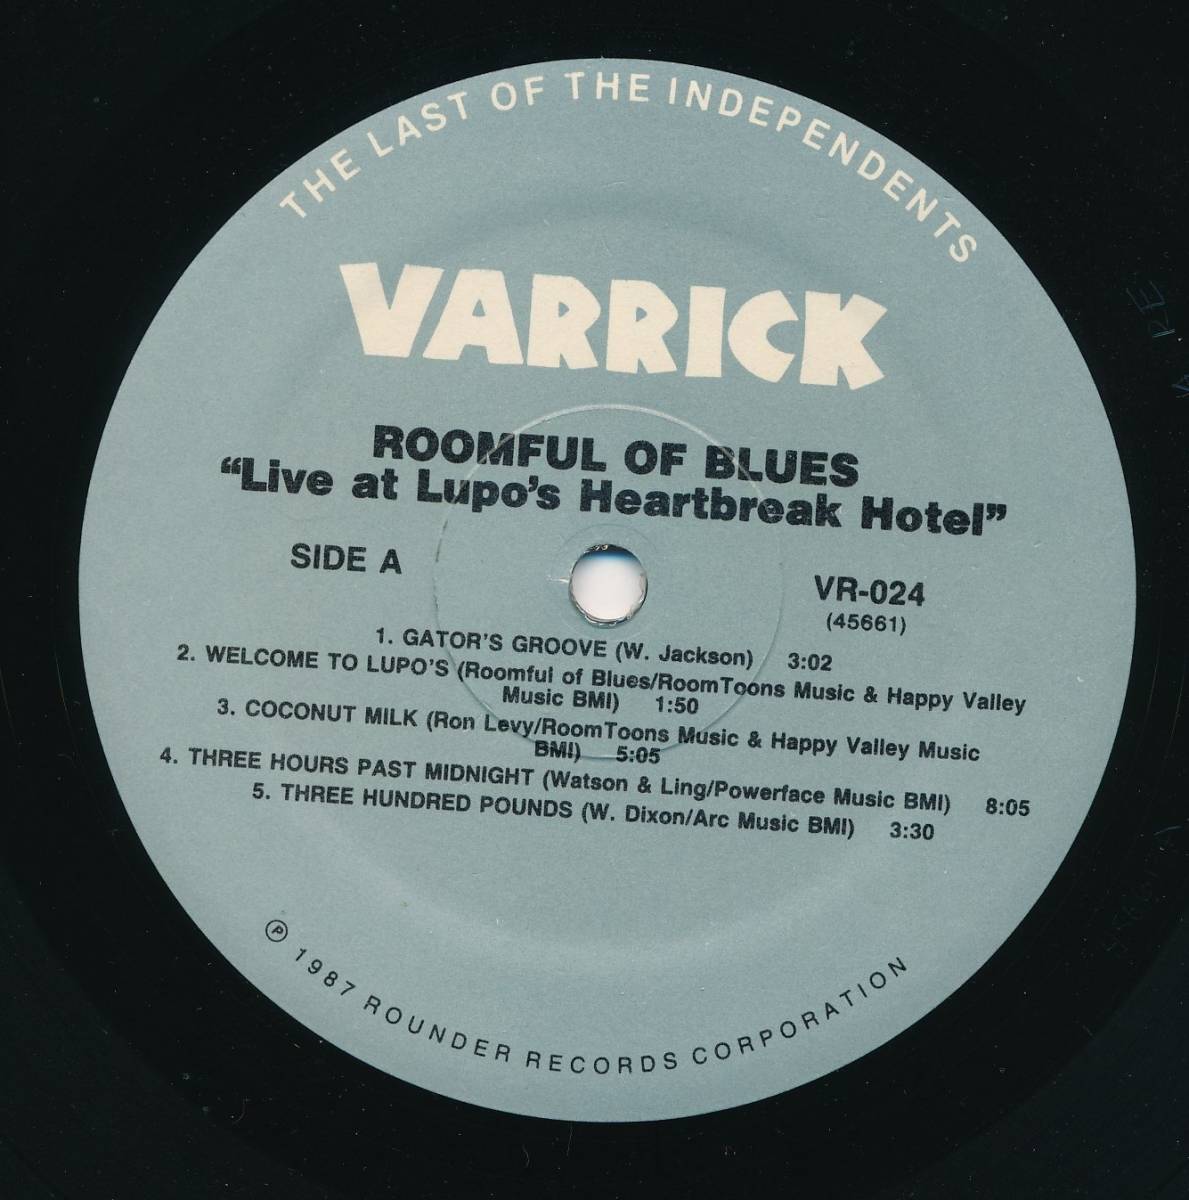 THE LAST OF THE INDEPENDENTS
VARRICK
ROOMFUL OF BLUES
“Live at Lupo’s Heartbreak Hotel”
SIDE A
VR-024
(45661)
1. GATOR’S GROOVE (W. Jackson) 3:02
2. WELCOME TO LUPO’S (Roomful of Blues/RoomToons Music & Happy Valley
Music BMI) 1:50
3. COCONUT MILK (Ron Levy/RoomToons Music & Happy Valley Music
BMI) 5:05
4. THREE HOURS PAST MIDNIGHT (Watson & Ling/Powerface Music BMI) 8:05
5. THREE HUNDRED POUNDS (W. Dixon/Arc Music BMI) 3:30
℗ 1987 ROUNDER RECORDS CORPORATION